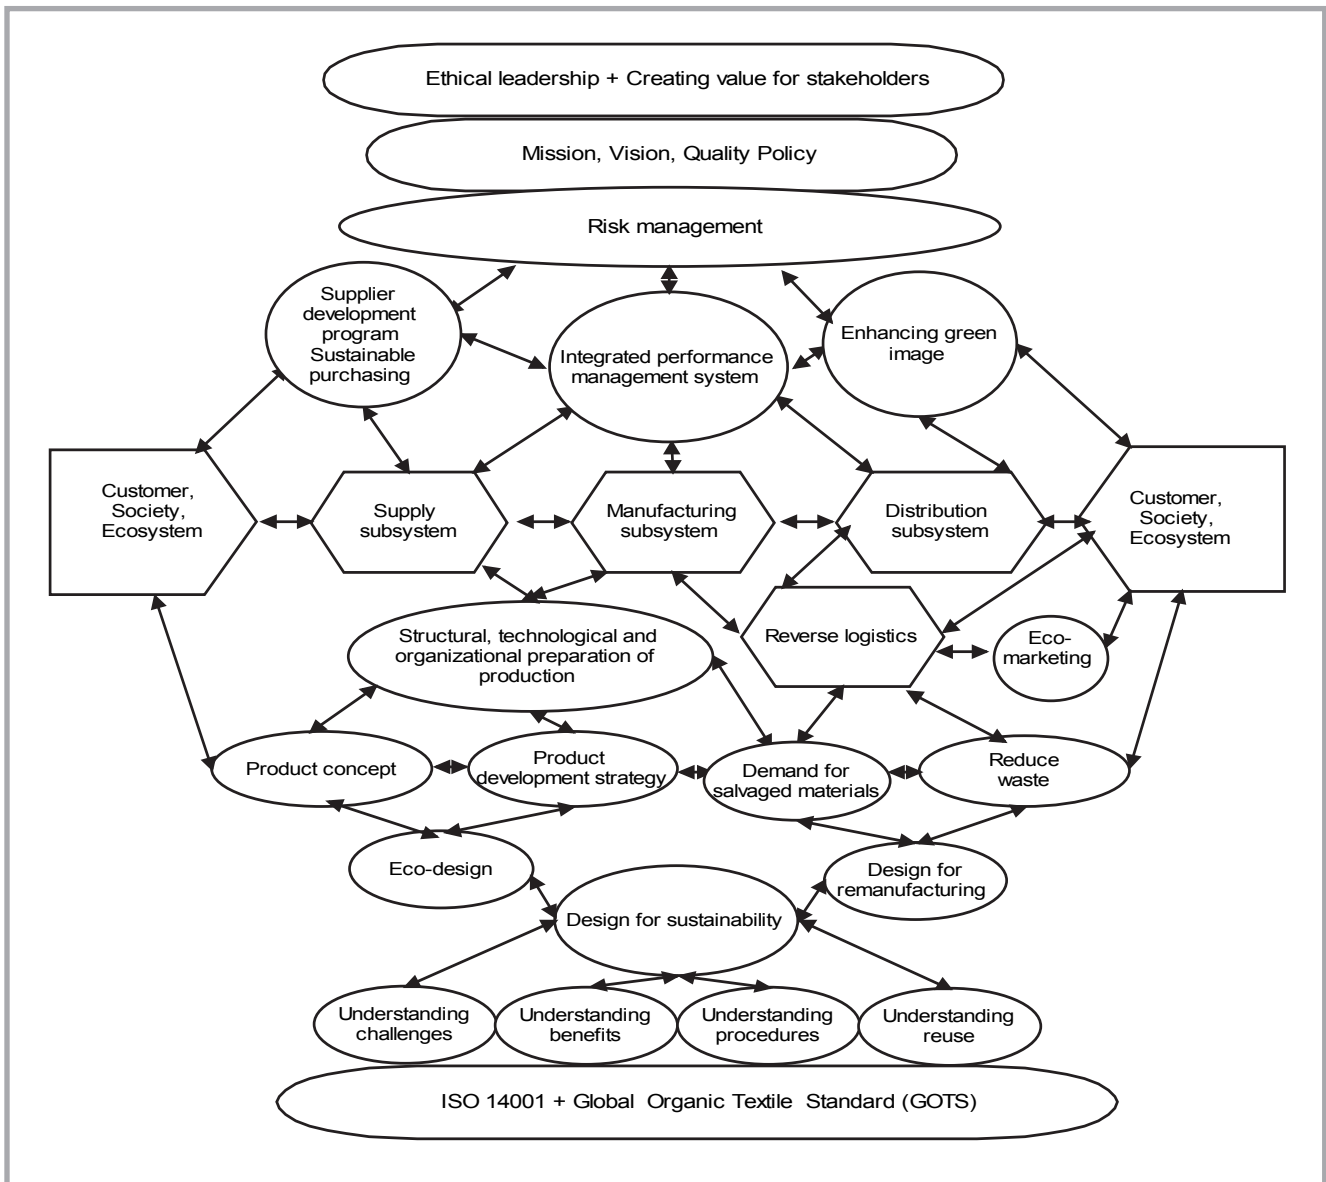 Ethical leadership + Creating value for stakeholders
Mission, Vision, Quality Policy
Risk management
Supplier
development
program
Sustainable
purchasing
Integrated performance
management system
Enhancing green
image
Customer,
Society,
Ecosystem
Supply
subsystem
Manufacturing
subsystem
Distribution
subsystem
Customer,
Society,
Ecosystem
Structural, technological and
organizational preparation of
production
Reverse logistics
Eco-
marketing
Product concept
Product
development strategy
Demand for
salvaged materials
Reduce
waste
Eco-design
Design for
remanufacturing
Design for sustainability
Understanding
challenges
Understanding
benefits
Understanding
procedures
Understanding
reuse
ISO 14001 + Global Organic Textile Standard (GOTS)